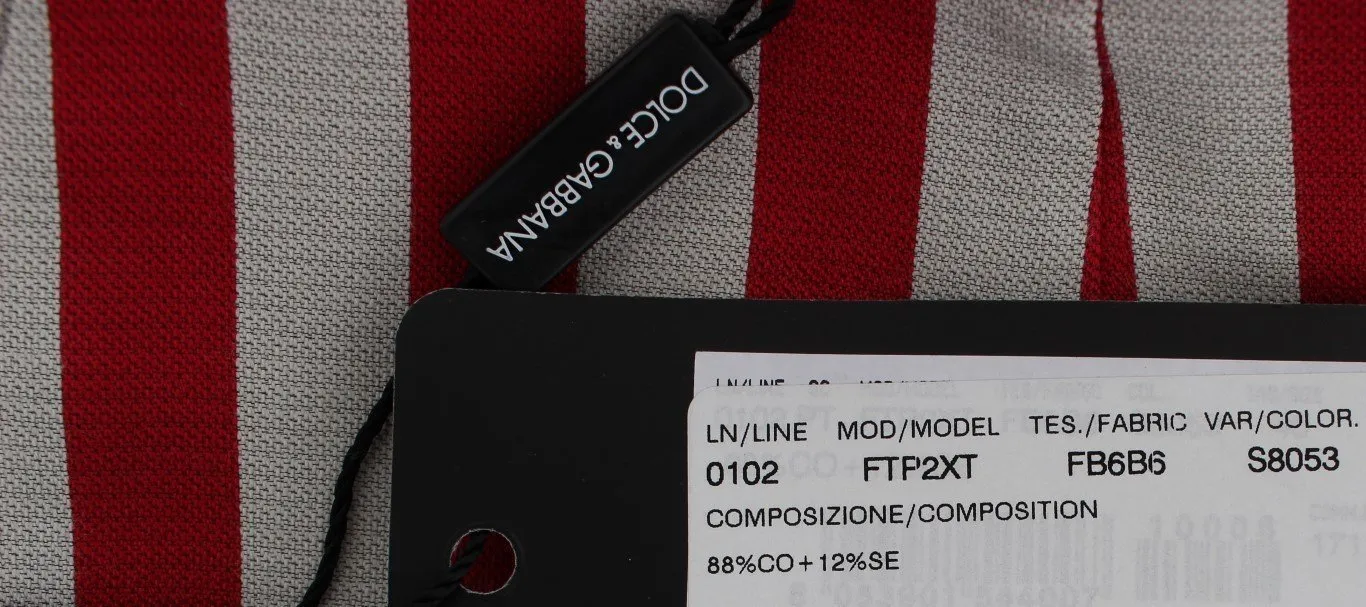 DOLCE & GABBANA
LN/LINE MOD/MODEL TES./FABRIC VAR/COLOR.
0102 FTP2XT FB6B6 S8053
COMPOSIZIONE/COMPOSITION
88%CO+12%SE